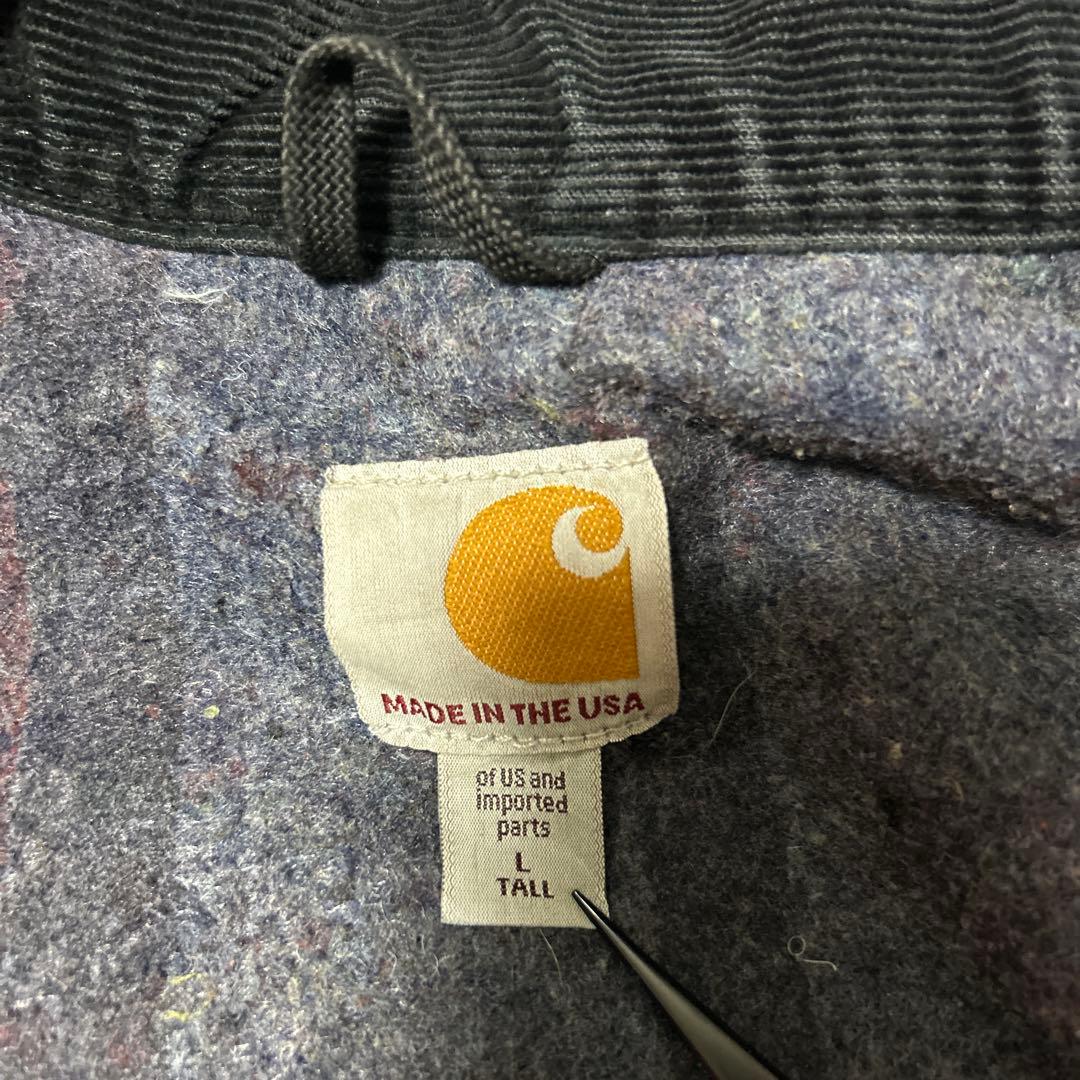 MADE IN THE USA
of US and
imported
parts
L
TALL